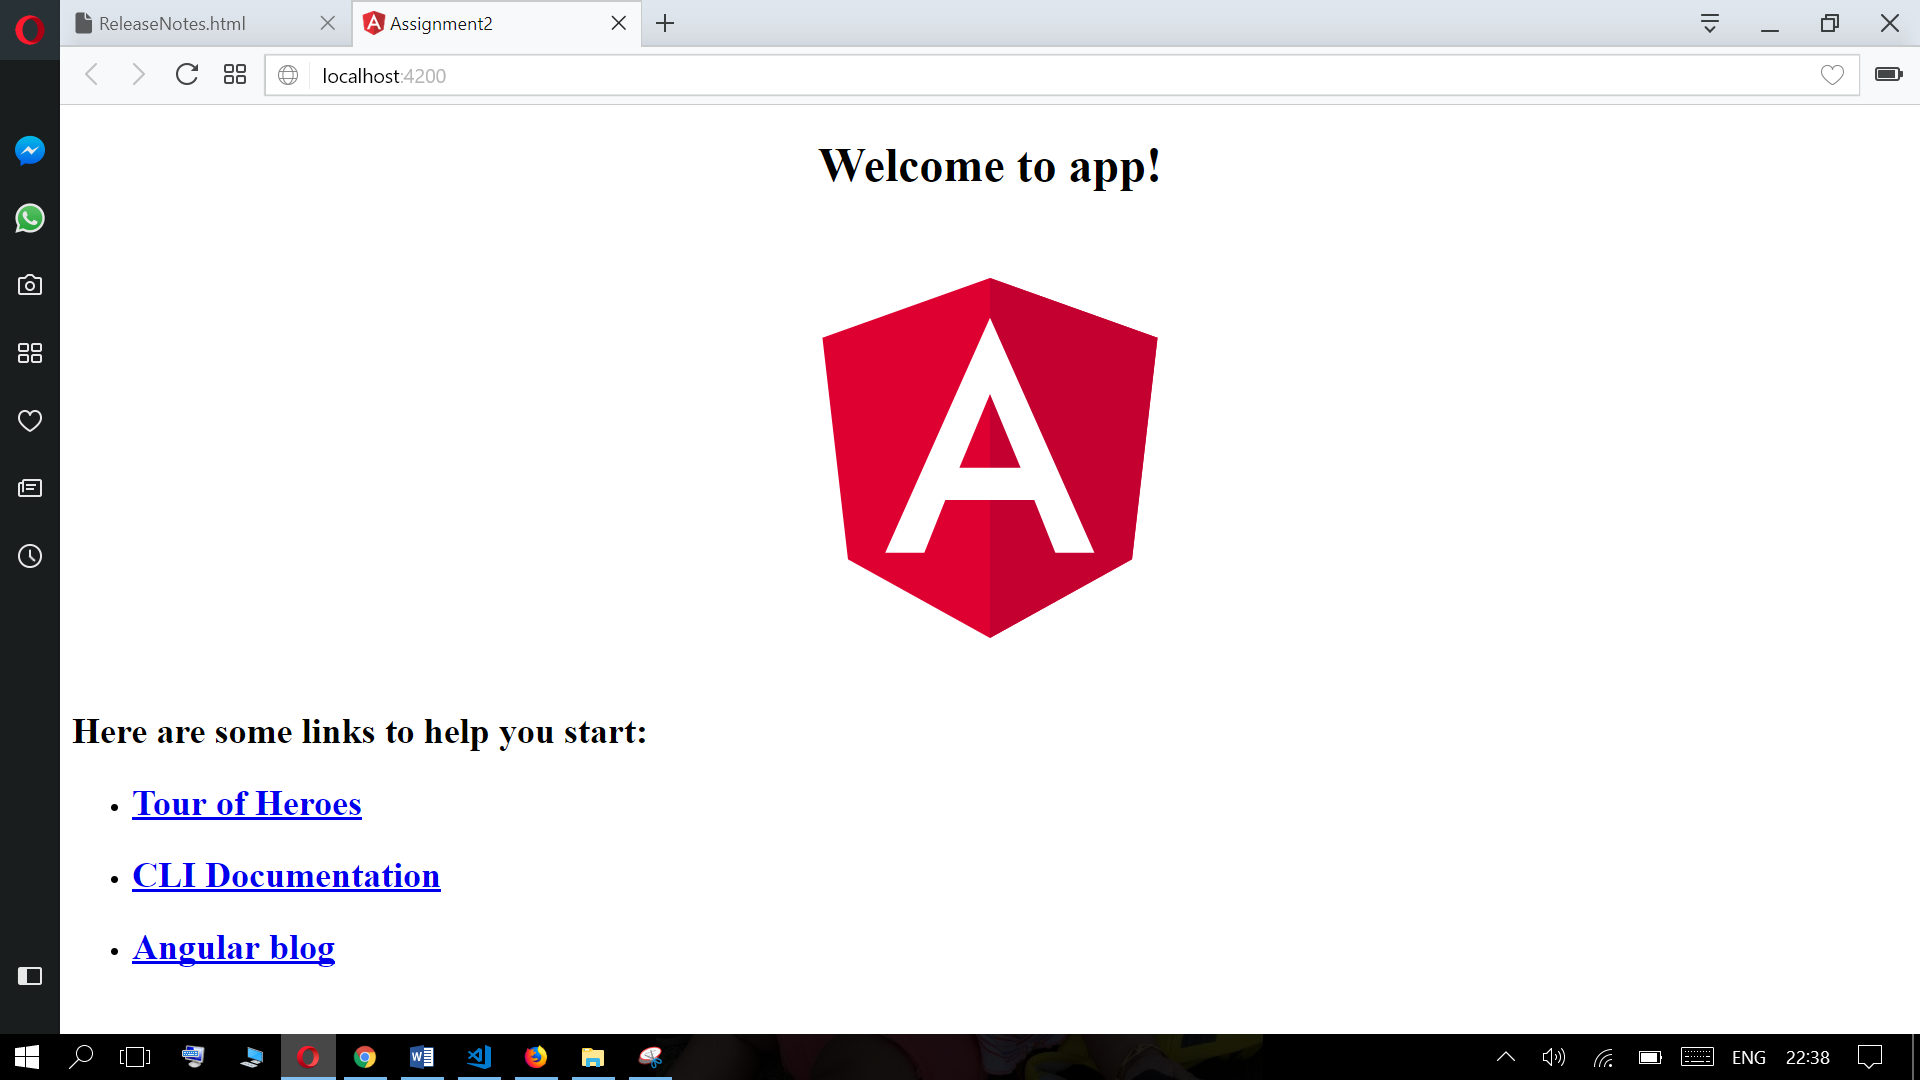 ReleaseNotes.html
Assignment2
localhost:4200
Welcome to app!
Here are some links to help you start:
Tour of Heroes
CLI Documentation
Angular blog
ENG
22:38